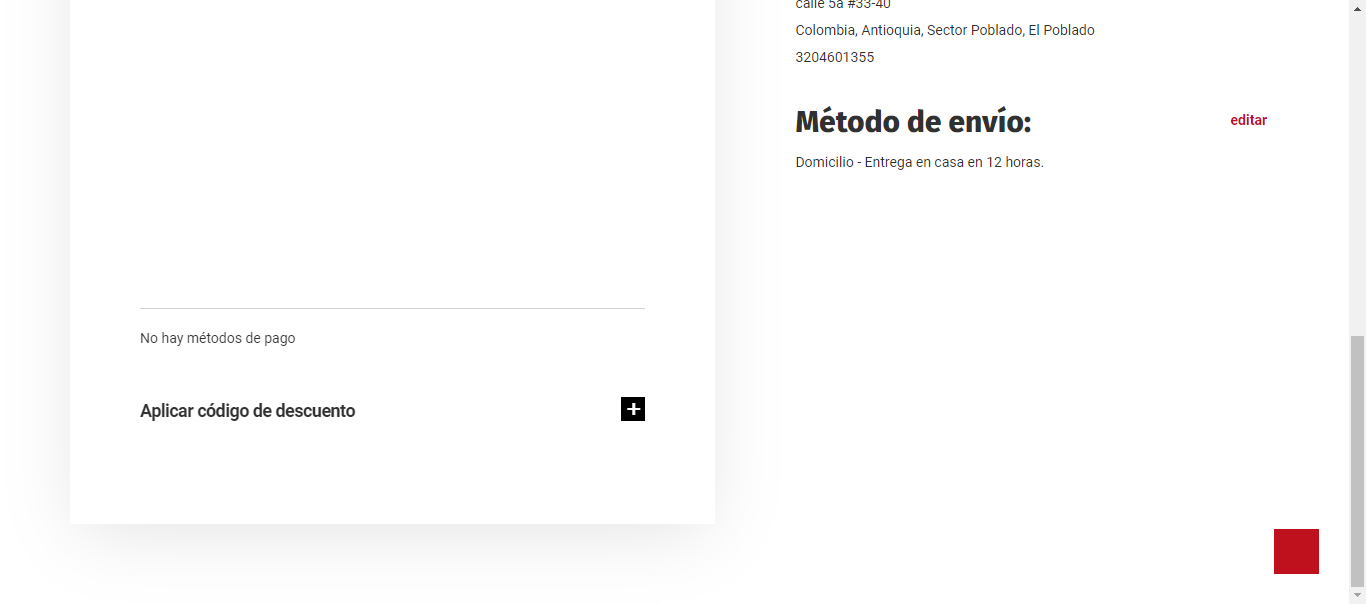 calle 5a #33-40
Colombia, Antioquia, Sector Poblado, El Poblado
3204601355
Método de envío:
editar
Domicilio - Entrega en casa en 12 horas.
No hay métodos de pago
Aplicar código de descuento